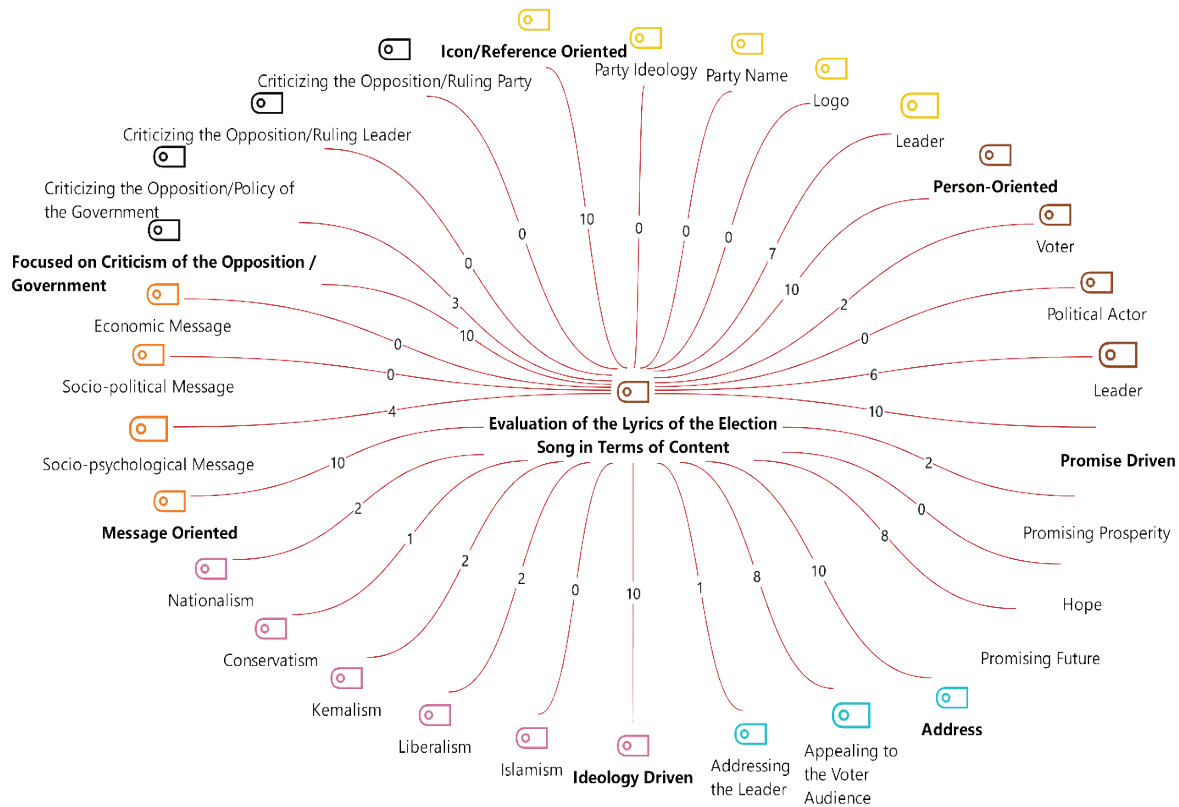 Icon/Reference Oriented
Party Ideology
Party Name
Logo
Leader
Person-Oriented
Voter
Political Actor
Leader
Promise Driven
Promising Prosperity
Hope
Promising Future
Address
Appealing to
the Voter
Audience
Addressing
the Leader
Ideology Driven
Islamism
Liberalism
Kemalism
Conservatism
Nationalism
Message Oriented
Socio-psychological Message
Socio-political Message
Economic Message
Focused on Criticism of the Opposition /
Government
Criticizing the Opposition/Policy of
the Government
Criticizing the Opposition/Ruling Leader
Criticizing the Opposition/Ruling Party
10
0
0
0
7
10
2
0
6
10
2
0
8
10
8
1
10
0
2
2
1
2
10
4
0
0
10
3
0
0
Evaluation of the Lyrics of the Election
Song in Terms of Content